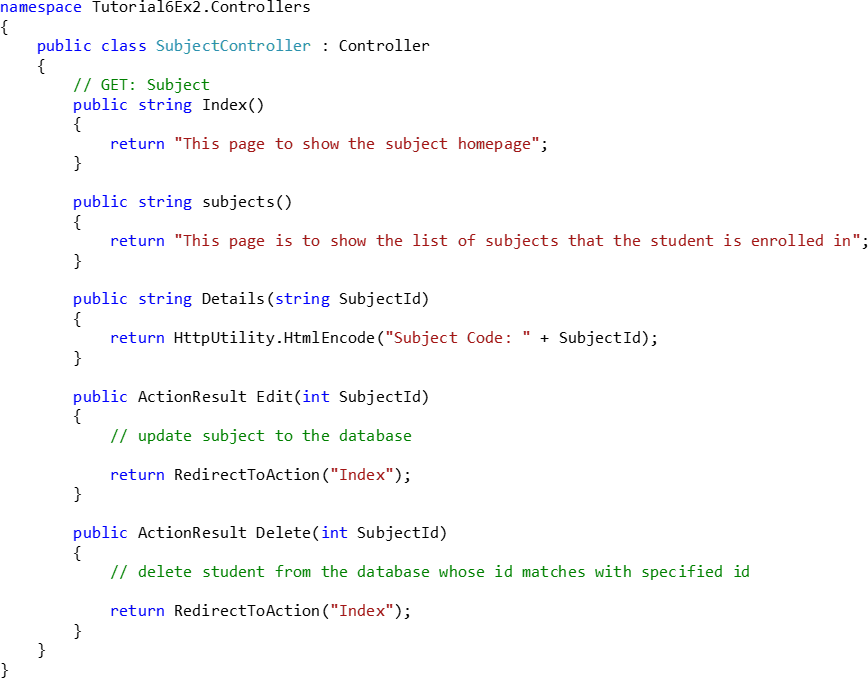 namespace Tutorial6Ex2.Controllers
{
    public class SubjectController : Controller
    {
        // GET: Subject
        public string Index()
        {
            return "This page to show the subject homepage";
        }

        public string subjects()
        {
            return "This page is to show the list of subjects that the student is enrolled in";
        }

        public string Details(string SubjectId)
        {
            return HttpUtility.HtmlEncode("Subject Code: " + SubjectId);
        }

        public ActionResult Edit(int SubjectId)
        {
            // update subject to the database

            return RedirectToAction("Index");
        }

        public ActionResult Delete(int SubjectId)
        {
            // delete student from the database whose id matches with specified id

            return RedirectToAction("Index");
        }
    }
}